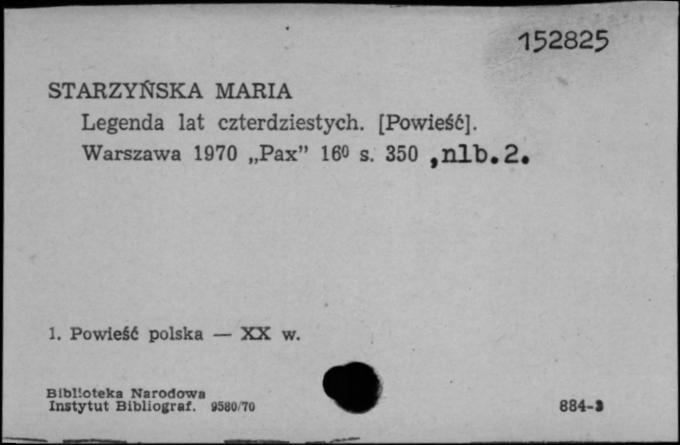 152825
STARZYŃSKA MARIA
Legenda lat czterdziestych. [Powieść].
Warszawa 1970 „Pax” 16⁰ s. 350 ,nlb.2.
1. Powieść polska — XX w.
Biblioteka Narodowa
Instytut Bibliograf. 9580/70
884-3